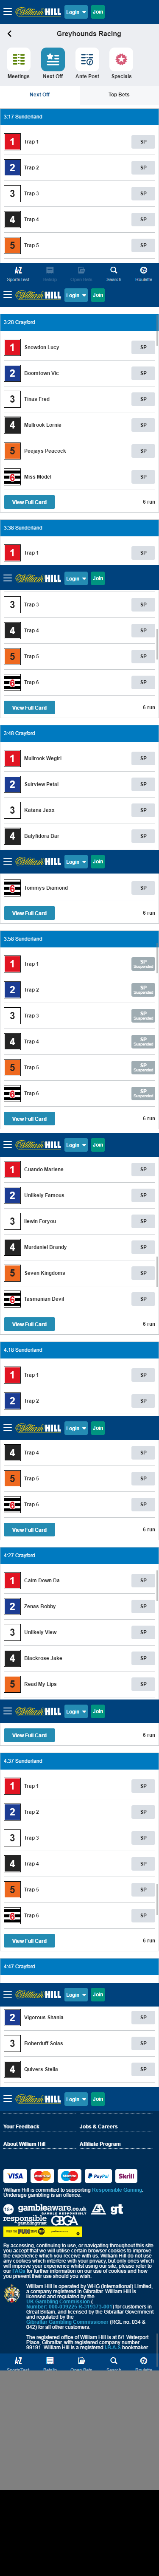 William HILL Login Join
Greyhounds Racing
Meetings Next Off Ante Post Specials
Next Off Top Bets
3:17 Sunderland
1 Trap 1 SP
2 Trap 2 SP
3 Trap 3 SP
4 Trap 4 SP
5 Trap 5 SP
Search Roulette
William HILL Login Join
3:28 Crayford
1 Snowdon Lucy SP
2 Boomtown Vic SP
3 Tinas Fred SP
4 Mullrook Lornie SP
5 Peejays Peacock SP
6 Miss Model SP
View Full Card 6 run
3:38 Sunderland
1 Trap 1 SP
William HILL Login Join
3 Trap 3 SP
4 Trap 4 SP
5 Trap 5 SP
6 Trap 6 SP
View Full Card 6 run
3:48 Crayford
1 Mullrook Wegirl SP
2 Suirview Petal SP
3 Katana Jaxx SP
4 Balyfidora Bar SP
William HILL Login Join
6 Tommys Diamond SP
View Full Card 6 run
3:58 Sunderland
1 Trap 1 SP Suspended
2 Trap 2 SP Suspended
3 Trap 3 SP Suspended
4 Trap 4 SP Suspended
5 Trap 5 SP Suspended
6 Trap 6 SP Suspended
View Full Card 6 run
William HILL Login Join
1 Cuando Marlene SP
2 Unlikely Famous SP
3 Ilewin Foryou SP
4 Murdaniel Brandy SP
5 Seven Kingdoms SP
6 Tasmanian Devil SP
View Full Card 6 run
4:18 Sunderland
1 Trap 1 SP
2 Trap 2 SP
William HILL Login Join
4 Trap 4 SP
5 Trap 5 SP
6 Trap 6 SP
View Full Card 6 run
4:27 Crayford
1 Calm Down Da SP
2 Zenas Bobby SP
3 Unlikely View SP
4 Blackrose Jake SP
5 Read My Lips SP
William HILL Login Join
View Full Card 6 run
4:37 Sunderland
1 Trap 1 SP
2 Trap 2 SP
3 Trap 3 SP
4 Trap 4 SP
5 Trap 5 SP
6 Trap 6 SP
View Full Card 6 run
4:47 Crayford
William HILL Login Join
2 Vigorous Shania SP
3 Boherduff Solas SP
4 Quivers Stella SP
William HILL Login Join
Your Feedback Jobs & Careers
About William Hill Affiliate Program
VISA MasterCard Maestro PayPal Skrill
William Hill is committed to supporting Responsible Gaming.
Underage gambling is an offence.
18+ gambleaware.co.uk
responsible gambling GBGA
By accessing, continuing to use, or navigating throughout this site
you accept that we will use certain browser cookies to improve
the experience which you receive with us. William Hill do not use
any cookies which interfere with your privacy, but only ones which
will improve your experience whilst using our site, please refer to
our FAQs for further information on our use of cookies and how
you prevent their use should you wish.
William Hill is operated by WHG (International) Limited,
a company registered in Gibraltar. William Hill is
licensed by the
UK Gambling Commission (
Number: 000-039225-R-319373-001) for customers in
Great Britain, and licensed by the Gibraltar Government
and regulated by the
Gibraltar Gambling Commissioner (RGL no. 034 &
042) for all other customers.
The registered office of William Hill is at 6/1 Waterport
Place, Gibraltar, with registered company number
99191. William Hill is a registered I.B.A.S bookmaker.